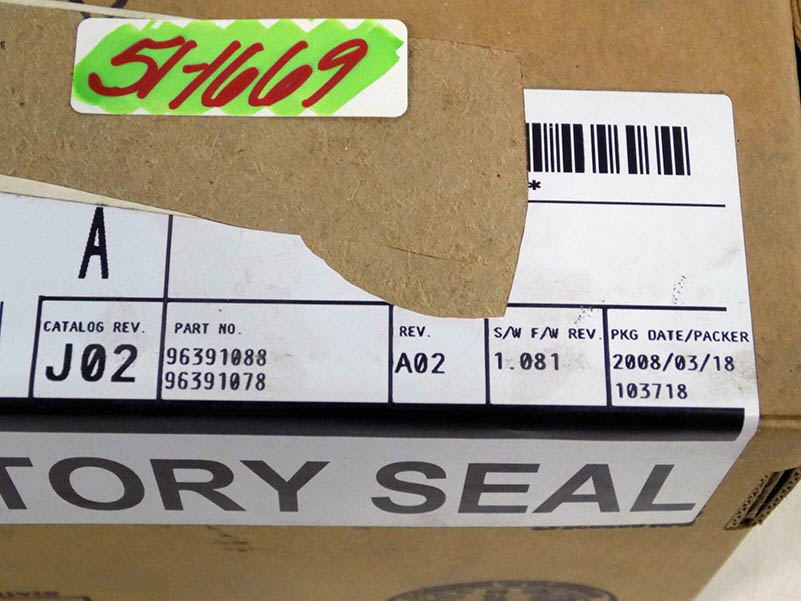 51-1669
*
A
CATALOG REV.
J02
PART NO.
96391088
96391078
REV.
A02
S/W F/W REV.
1.081
PKG DATE/PACKER
2008/03/18
103718
TORY SEAL